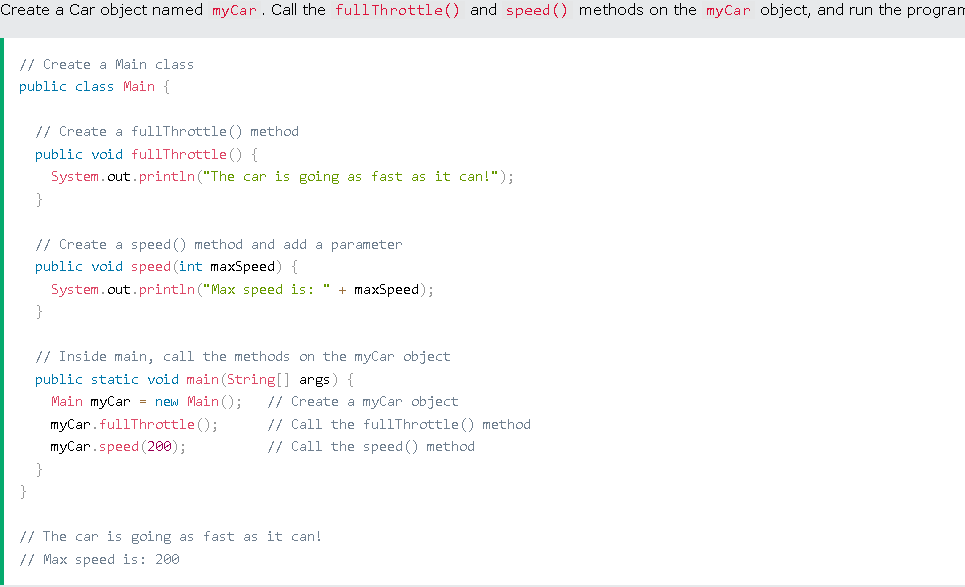 Create a Car object named myCar. Call the fullThrottle() and speed() methods on the myCar object, and run the program
// Create a Main class
public class Main {
  // Create a fullThrottle() method
  public void fullThrottle() {
    System.out.println("The car is going as fast as it can!");
  }
  // Create a speed() method and add a parameter
  public void speed(int maxSpeed) {
    System.out.println("Max speed is: " + maxSpeed);
  }
  // Inside main, call the methods on the myCar object
  public static void main(String[] args) {
    Main myCar = new Main();   // Create a myCar object
    myCar.fullThrottle();      // Call the fullThrottle() method
    myCar.speed(200);          // Call the speed() method
  }
}
// The car is going as fast as it can!
// Max speed is: 200